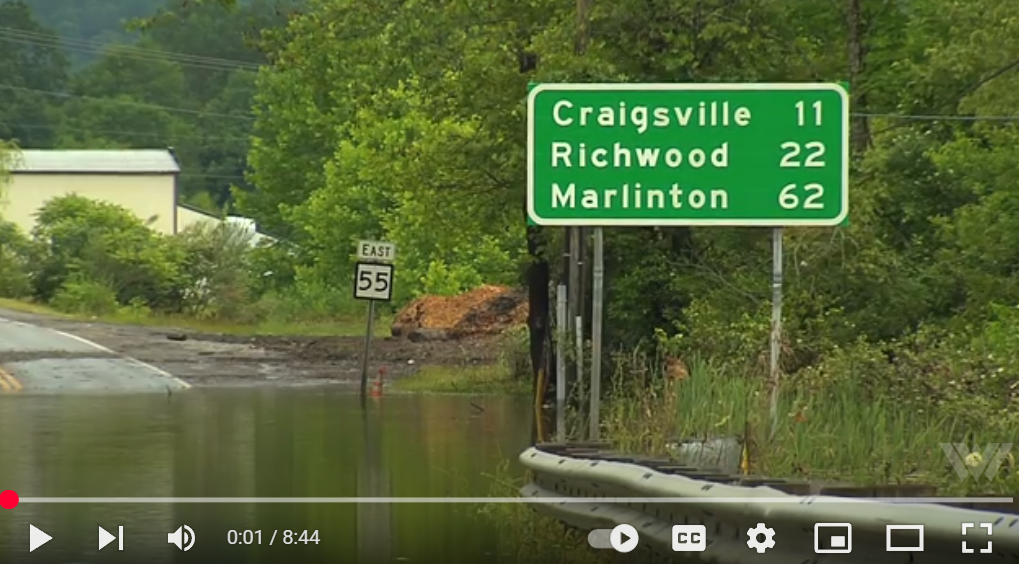 Craigsville 11
Richwood 22
Marlinton 62
EAST
55
W
0:01 / 8:44
CC